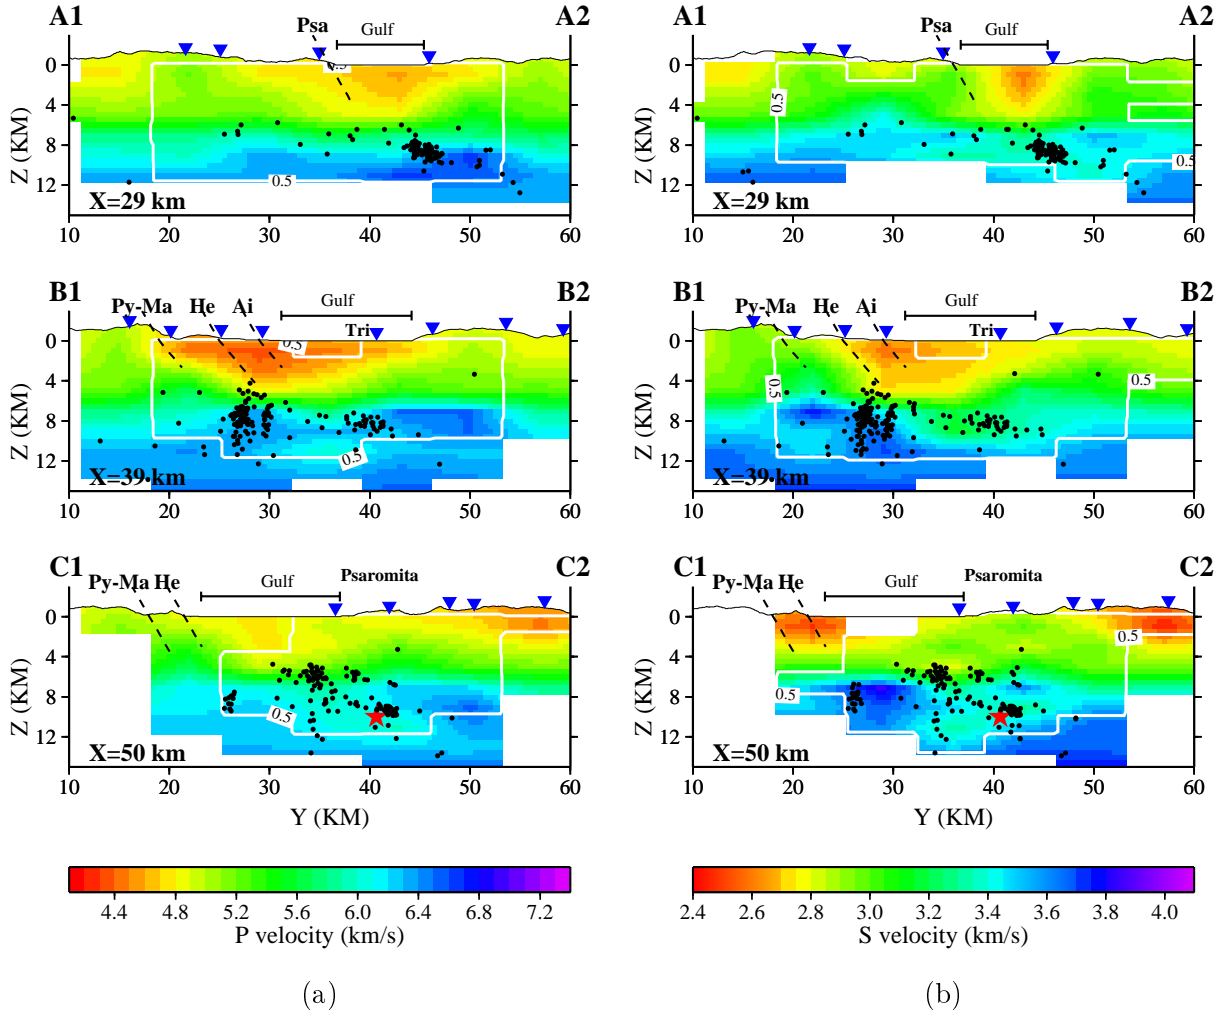 A1 Psa Gulf A2
0 0.5
4
8
12 0.5
Z (KM)
X=29 km
10 20 30 40 50 60
A1 Psa Gulf A2
0
4 0.5
8
12 0.5
Z (KM)
X=29 km
10 20 30 40 50 60
B1 Py-Ma He Ai Gulf Tri B2
0 0.5
4
8
12 0.5
Z (KM)
X=39 km
10 20 30 40 50 60
B1 Py-Ma He Ai Gulf Tri B2
0
4 0.5 0.5
8
12
Z (KM)
X=39 km
10 20 30 40 50 60
C1 Py-Ma He Gulf Psaromita C2
0
4
8 0.5
12
Z (KM)
X=50 km
10 20 30 40 50 60
Y (KM)
C1 Py-Ma He Gulf Psaromita C2
0 0.5
4
8 0.5
12
Z (KM)
X=50 km
10 20 30 40 50 60
Y (KM)
4.4 4.8 5.2 5.6 6.0 6.4 6.8 7.2
P velocity (km/s)
2.4 2.6 2.8 3.0 3.2 3.4 3.6 3.8 4.0
S velocity (km/s)
(a)
(b)